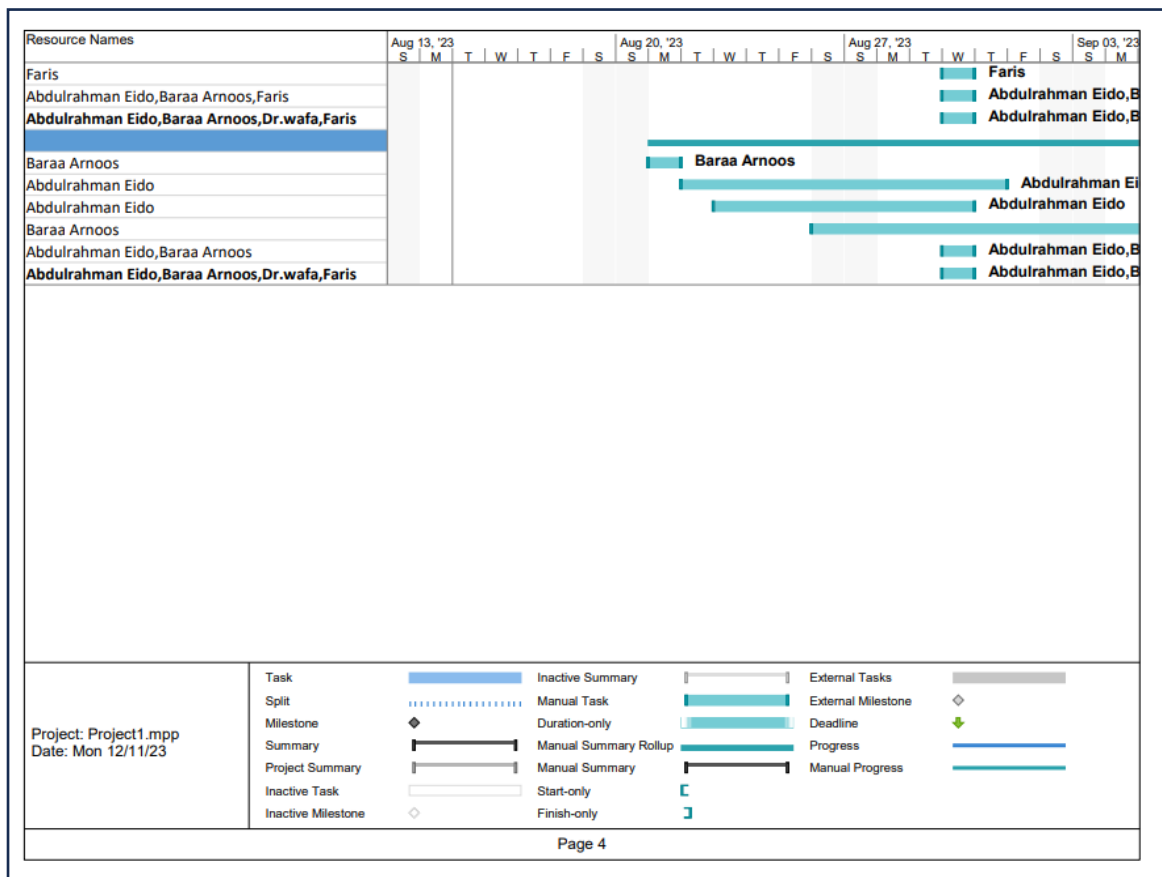 Resource Names
Aug 13, '23 Aug 20, '23 Aug 27, '23 Sep 03, '23
S M T W T F S S M T W T F S S M T W T F S S M
Faris Faris
Abdulrahman Eido,Baraa Arnoos,Faris Abdulrahman Eido,B
Abdulrahman Eido,Baraa Arnoos,Dr.wafa,Faris Abdulrahman Eido,B
Baraa Arnoos Baraa Arnoos
Abdulrahman Eido Abdulrahman Ei
Abdulrahman Eido Abdulrahman Eido
Baraa Arnoos
Abdulrahman Eido,Baraa Arnoos Abdulrahman Eido,B
Abdulrahman Eido,Baraa Arnoos,Dr.wafa,Faris Abdulrahman Eido,B
Project: Project1.mpp
Date: Mon 12/11/23
Task Inactive Summary External Tasks
Split Manual Task External Milestone
Milestone Duration-only Deadline
Summary Manual Summary Rollup Progress
Project Summary Manual Summary Manual Progress
Inactive Task Start-only
Inactive Milestone Finish-only
Page 4